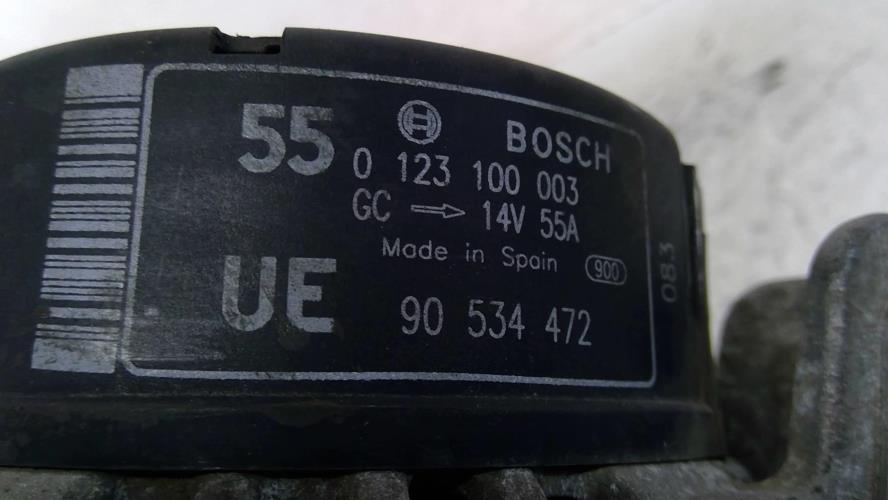 55 BOSCH
0 123 100 003
GC → 14V 55A
Made in Spain 900
UE 90 534 472
083